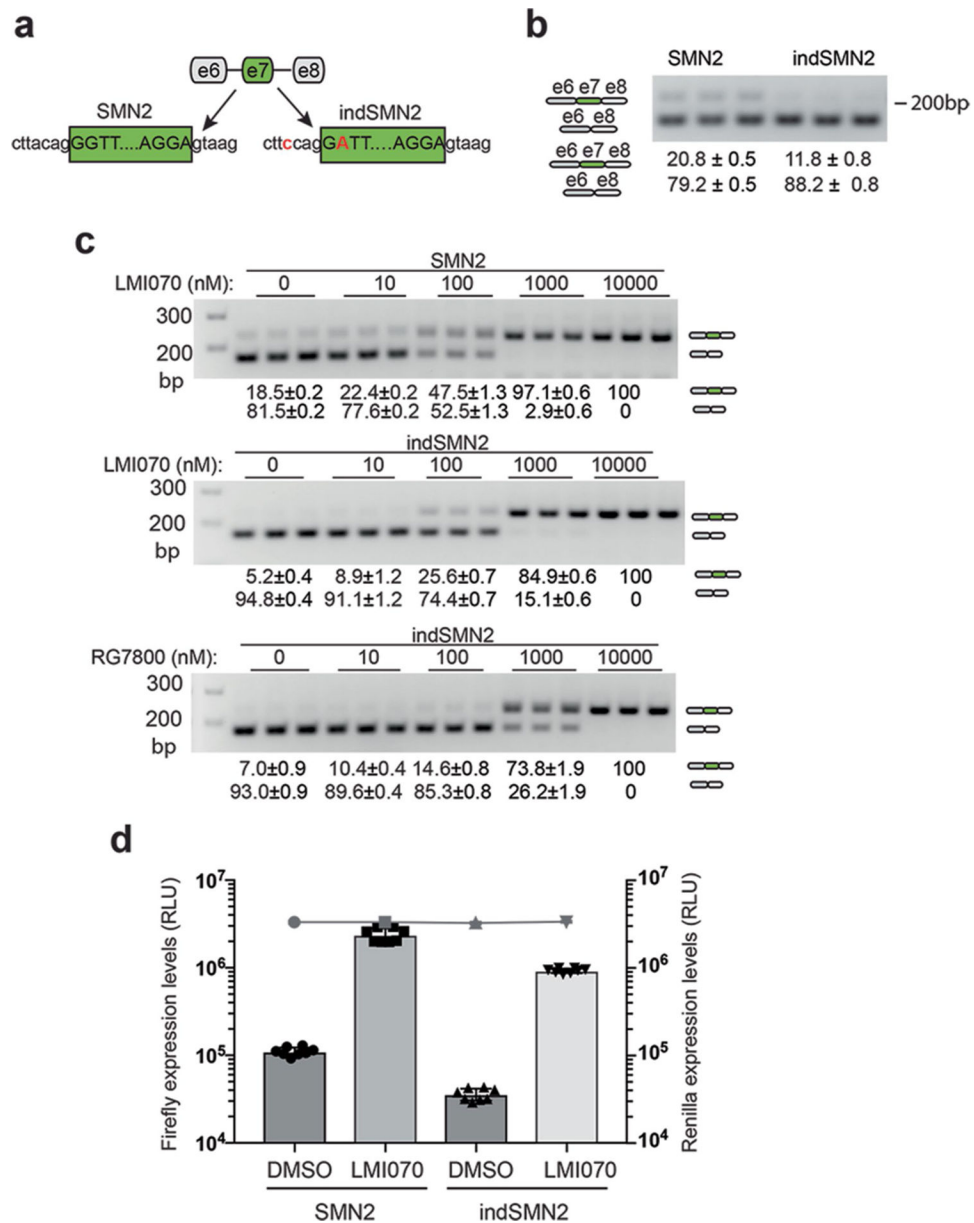 a
e6 e7 e8
SMN2 indSMN2
cttacagGGTT....AGGAgtaag cttccagGATT....AGGAgtaag
b
SMN2 indSMN2
e6 e7 e8
e6 e8
200bp
e6 e7 e8
20.8 ± 0.5 11.8 ± 0.8
e6 e8
79.2 ± 0.5 88.2 ± 0.8
c
SMN2
LMI070 (nM): 0 10 100 1000 10000
300
200
bp
18.5±0.2 22.4±0.2 47.5±1.3 97.1±0.6 100
81.5±0.2 77.6±0.2 52.5±1.3 2.9±0.6 0
indSMN2
LMI070 (nM): 0 10 100 1000 10000
300
200
bp
5.2±0.4 8.9±1.2 25.6±0.7 84.9±0.6 100
94.8±0.4 91.1±1.2 74.4±0.7 15.1±0.6 0
indSMN2
RG7800 (nM): 0 10 100 1000 10000
300
200
bp
7.0±0.9 10.4±0.4 14.6±0.8 73.8±1.9 100
93.0±0.9 89.6±0.4 85.3±0.8 26.2±1.9 0
d
Firefly expression levels (RLU)
10⁷
10⁶
10⁵
10⁴
10⁷
10⁶
10⁵
10⁴
Renilla expression levels (RLU)
DMSO LMI070 DMSO LMI070
SMN2 indSMN2